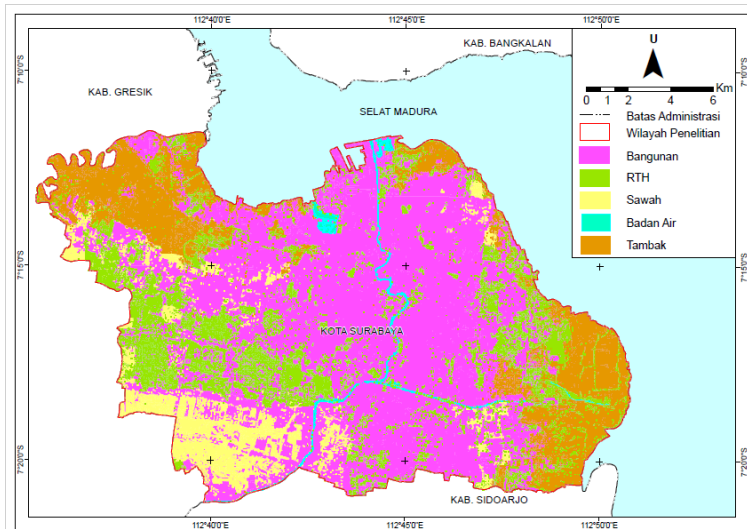 112°40'0"E
112°45'0"E
112°50'0"E
KAB. BANGKALAN
U
7°10'0"S
7°10'0"S
KAB. GRESIK
0 1 2 4 6 Km
SELAT MADURA
Batas Administrasi
Wilayah Penelitian
Bangunan
RTH
Sawah
Badan Air
Tambak
7°15'0"S
7°15'0"S
KOTA SURABAYA
7°20'0"S
7°20'0"S
KAB. SIDOARJO
112°40'0"E
112°45'0"E
112°50'0"E